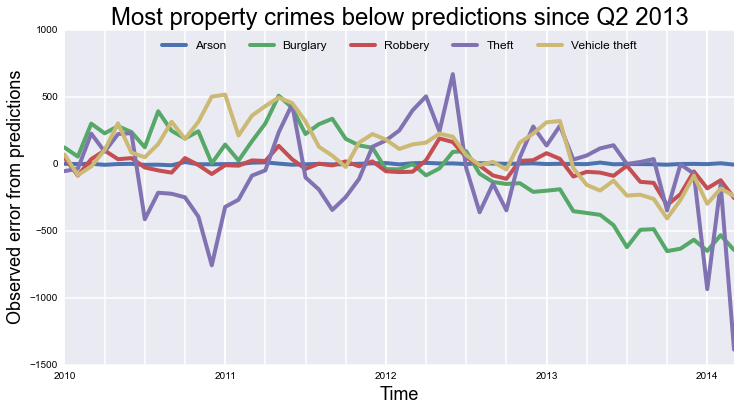 Most property crimes below predictions since Q2 2013
1000
Arson Burglary Robbery Theft Vehicle theft
500
0
−500
−1000
−1500
Observed error from predictions
2010 2011 2012 2013 2014
Time